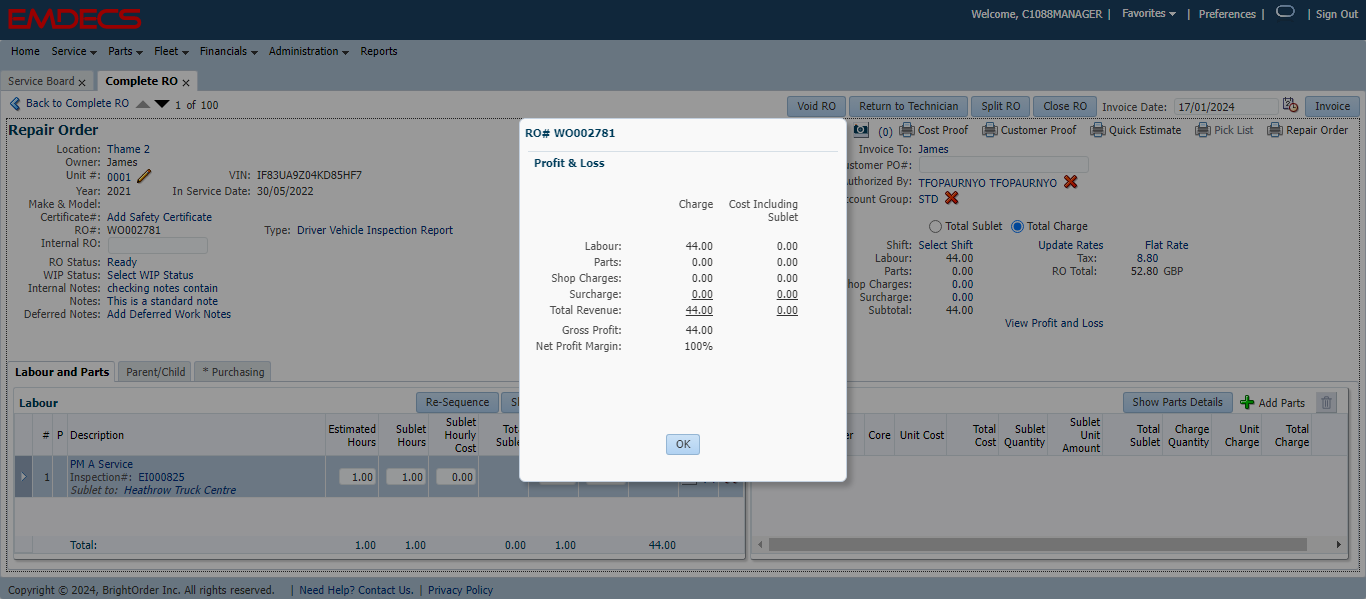 EMDECS
Welcome, C1088MANAGER | Favorites | Preferences | | Sign Out
Home Service Parts Fleet Financials Administration Reports
Service Board x Complete RO x
Back to Complete RO 1 of 100
Void RO Return to Technician Split RO Close RO Invoice Date: 17/01/2024 Invoice
Repair Order
(0) Cost Proof Customer Proof Quick Estimate Pick List Repair Order
Location: Thame 2
Owner: James
Unit #: 0001 VIN: IF83UA9Z04KD85HF7
Year: 2021 In Service Date: 30/05/2022
Make & Model:
Certificate#: Add Safety Certificate
RO#: WO002781 Type: Driver Vehicle Inspection Report
Internal RO:
RO Status: Ready
WIP Status: Select WIP Status
Internal Notes: checking notes contain
Notes: This is a standard note
Deferred Notes: Add Deferred Work Notes
RO# WO002781
Profit & Loss
Charge Cost Including
Sublet
Labour: 44.00 0.00
Parts: 0.00 0.00
Shop Charges: 0.00 0.00
Surcharge: 0.00 0.00
Total Revenue: 44.00 0.00
Gross Profit: 44.00
Net Profit Margin: 100%
OK
Invoice To: James
ustomer PO#:
uthorized By: TFOPAURNYO TFOPAURNYO
count Group: STD
Total Sublet Total Charge
Shift: Select Shift Update Rates Flat Rate
Labour: 44.00 Tax: 8.80
Parts: 0.00 RO Total: 52.80 GBP
hop Charges: 0.00
Surcharge: 0.00
Subtotal: 44.00
View Profit and Loss
Labour and Parts Parent/Child * Purchasing
Labour Re-Sequence
# P Description Estimated Hours Sublet Hours Sublet Hourly Cost
1 PM A Service 1.00 1.00 0.00
Inspection#: EI000825
Sublet to: Heathrow Truck Centre
Total: 1.00 1.00 0.00 1.00 44.00
Show Parts Details Add Parts
Core Unit Cost Total Cost Sublet Quantity Sublet Unit Amount Total Sublet Charge Quantity Unit Charge Total Charge
Copyright © 2024, BrightOrder Inc. All rights reserved. | Need Help? Contact Us. | Privacy Policy